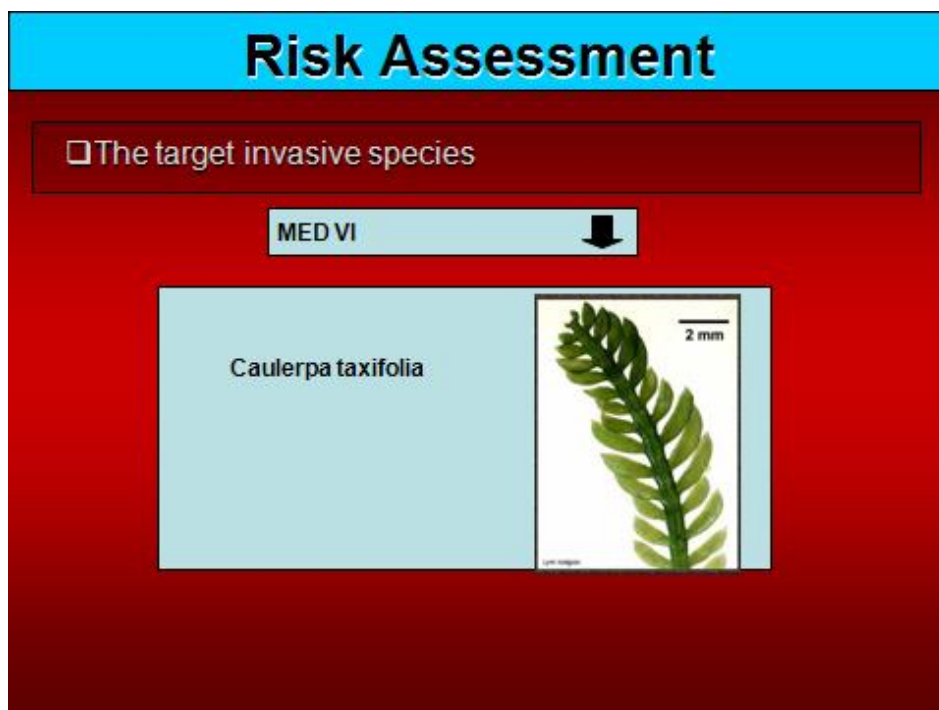 Risk Assessment
The target invasive species
MED VI
2 mm
Caulerpa taxifolia